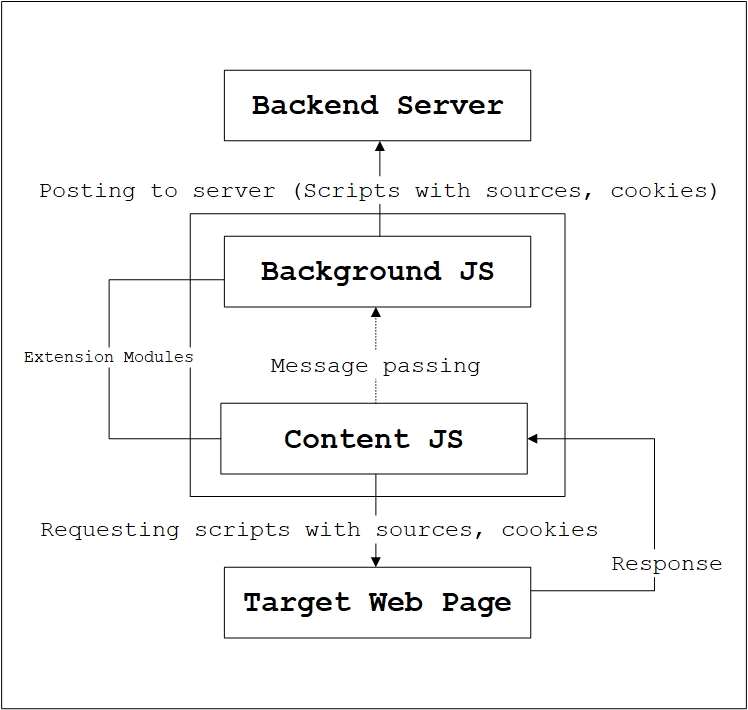 Backend Server
Posting to server (Scripts with sources, cookies)
Background JS
Extension Modules
Message passing
Content JS
Requesting scripts with sources, cookies
Response
Target Web Page